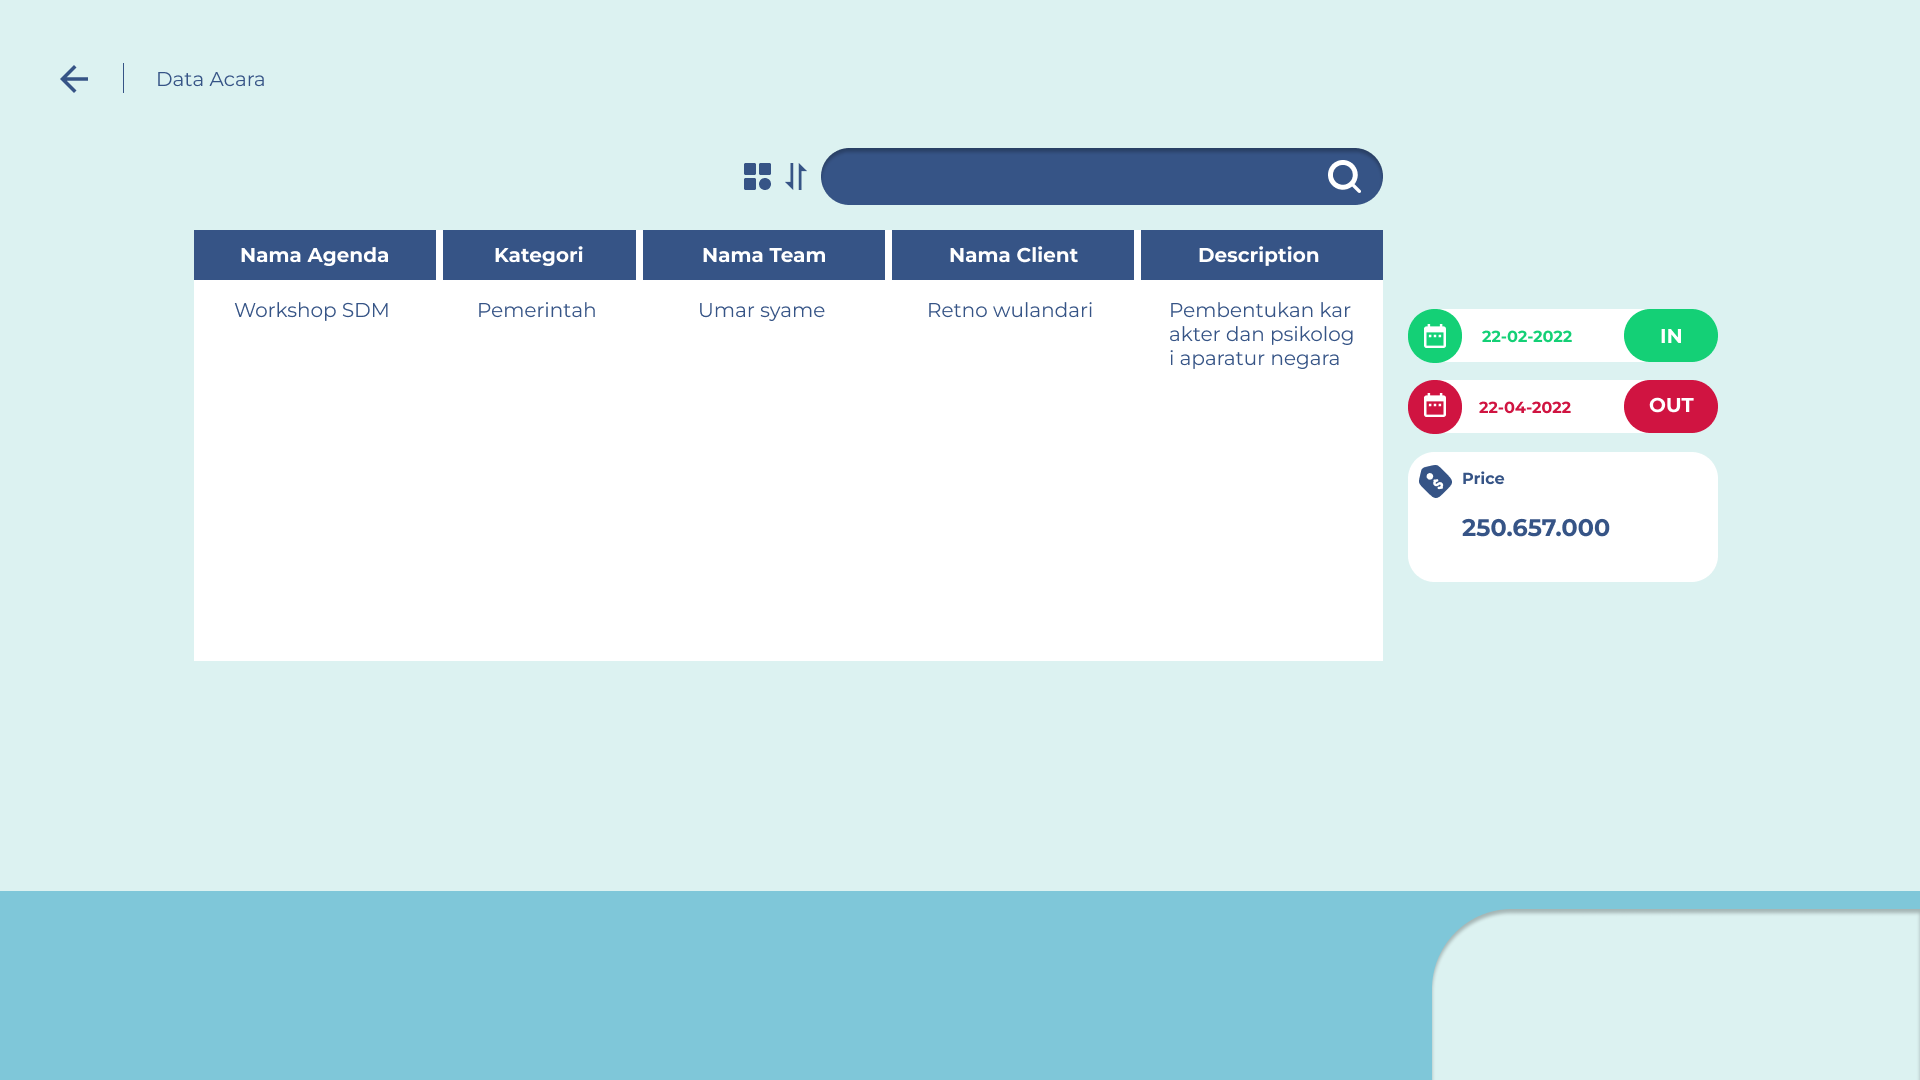 Data Acara
Nama Agenda
Kategori
Nama Team
Nama Client
Description
Workshop SDM
Pemerintah
Umar syame
Retno wulandari
Pembentukan kar
akter dan psikolog
i aparatur negara
22-02-2022
IN
22-04-2022
OUT
Price
250.657.000